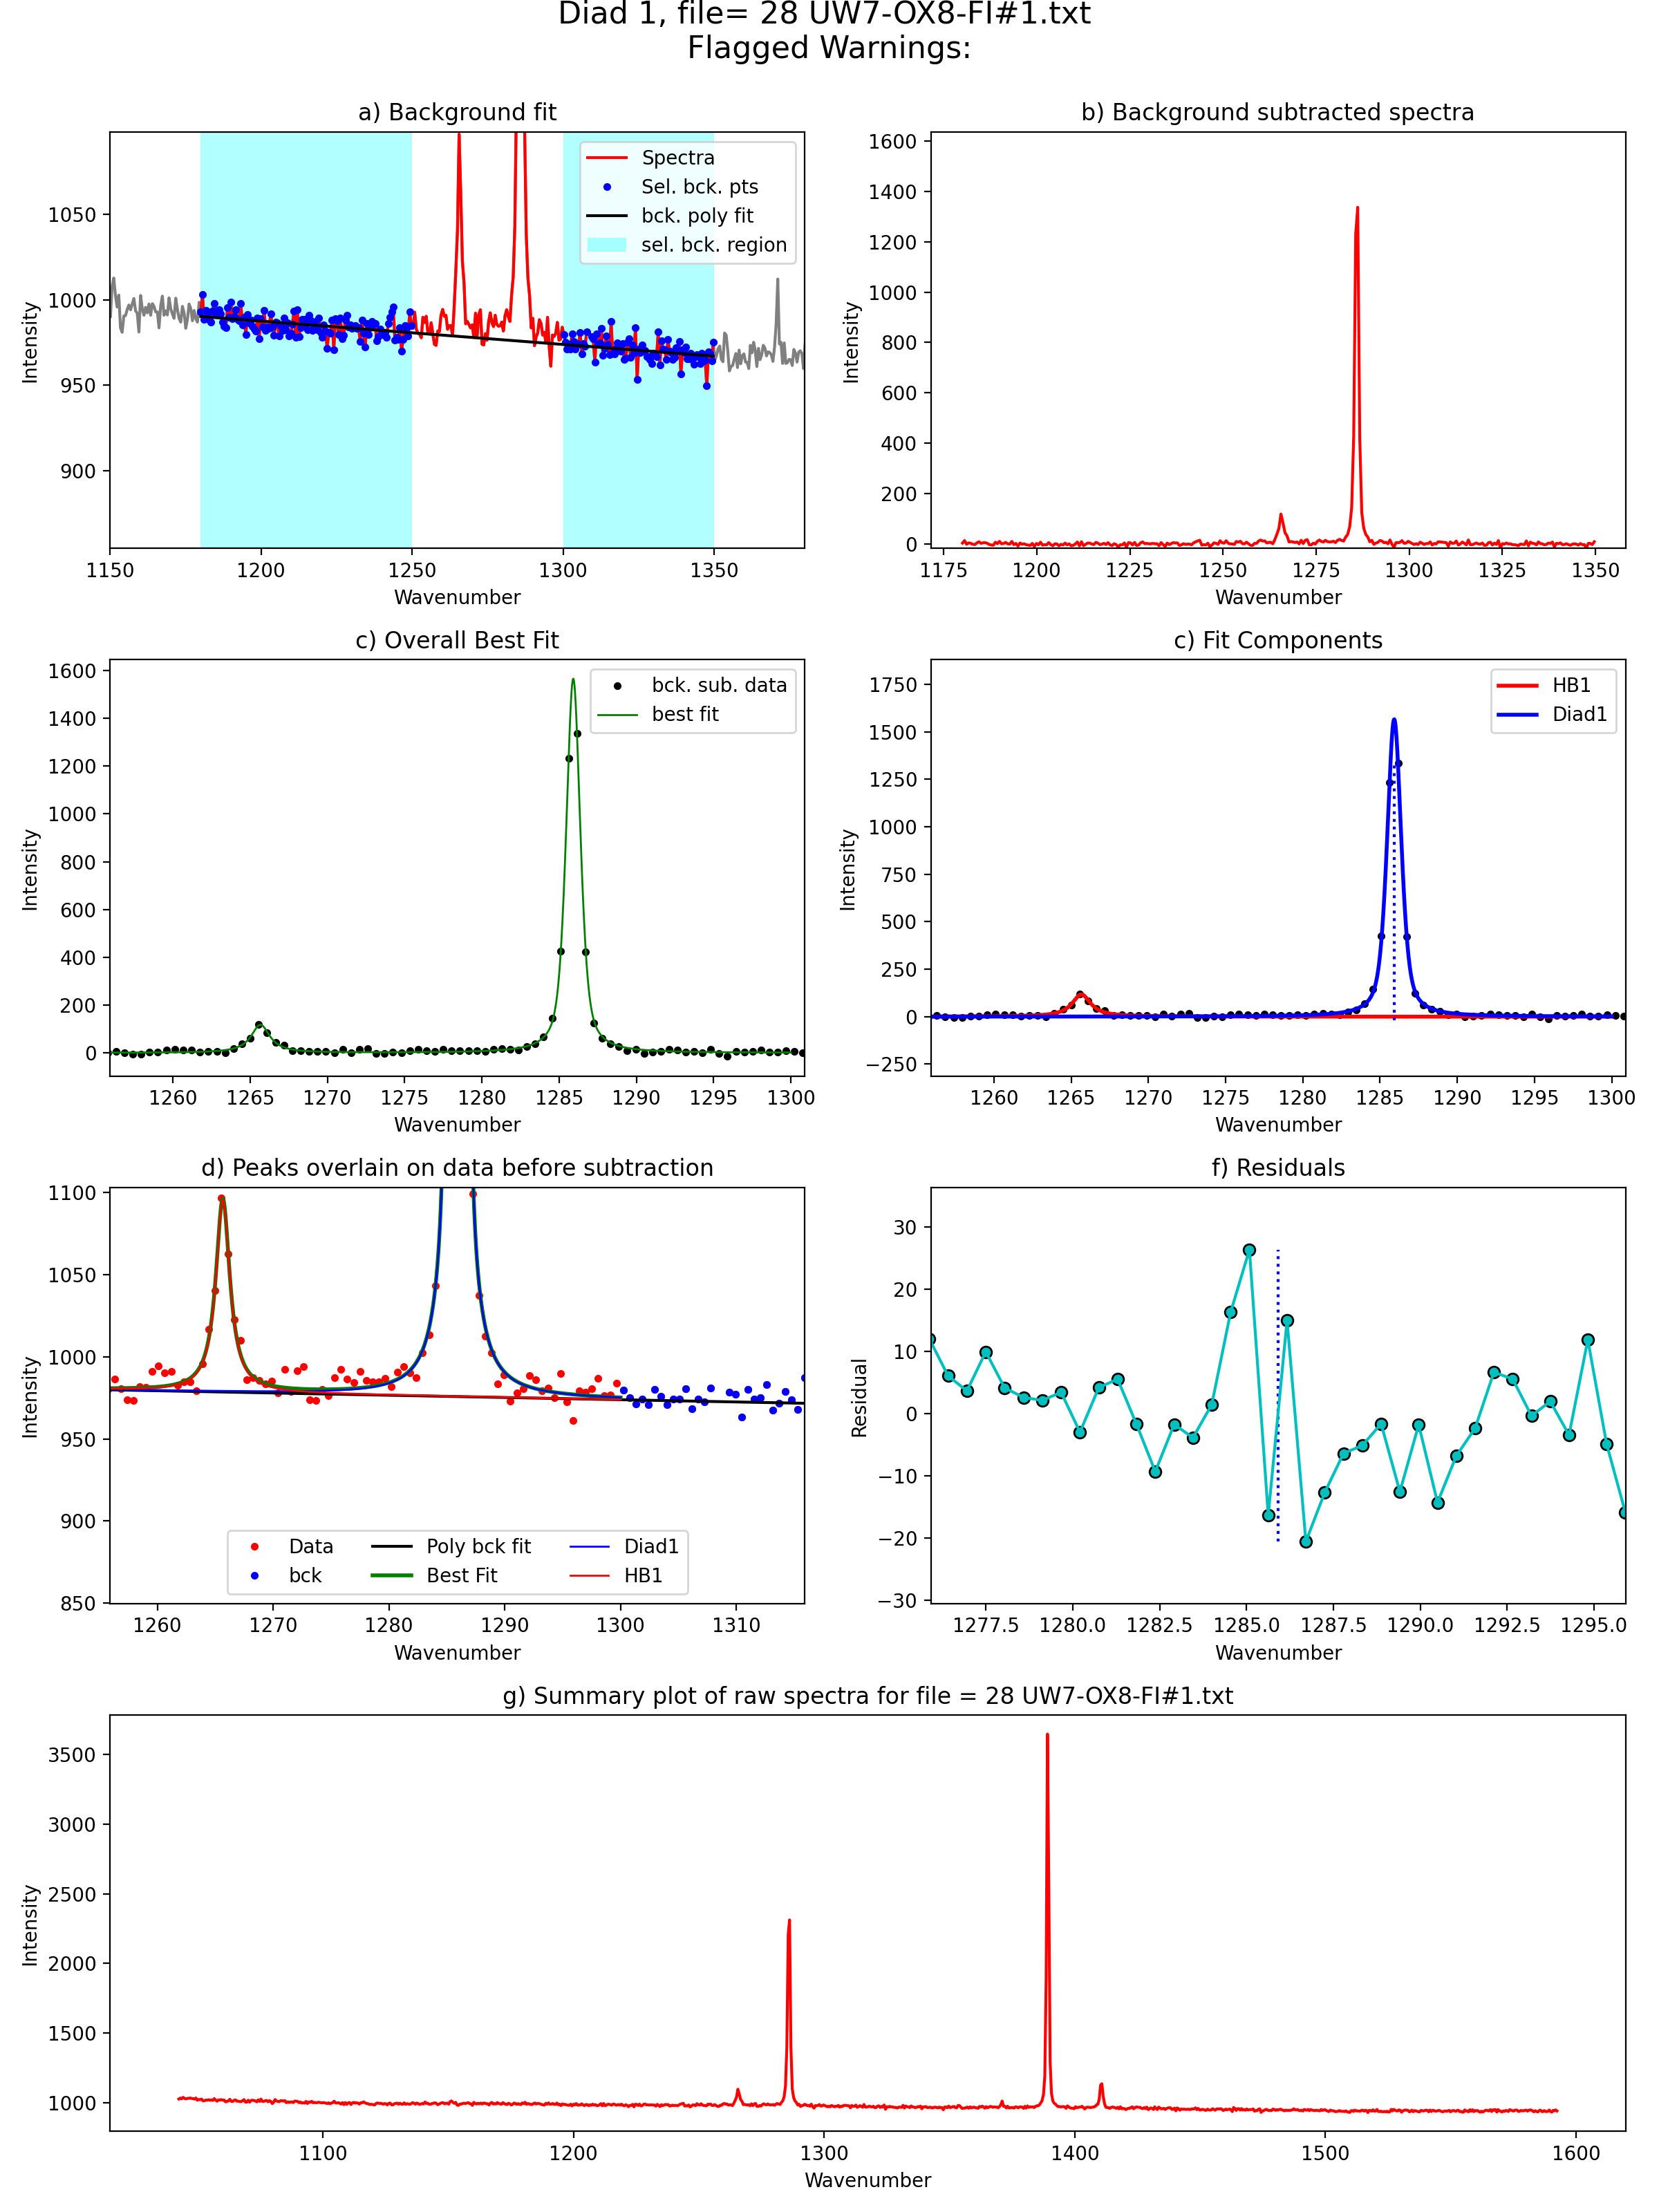 Diad 1, file= 28 UW7-OX8-FI#1.txt
Flagged Warnings:
a) Background fit
Intensity
1050
1000
950
900
Spectra
Sel. bck. pts
bck. poly fit
sel. bck. region
1150 1200 1250 1300 1350
Wavenumber
b) Background subtracted spectra
Intensity
1600
1400
1200
1000
800
600
400
200
0
1175 1200 1225 1250 1275 1300 1325 1350
Wavenumber
c) Overall Best Fit
Intensity
1600
1400
1200
1000
800
600
400
200
0
bck. sub. data
best fit
1260 1265 1270 1275 1280 1285 1290 1295 1300
Wavenumber
c) Fit Components
Intensity
1750
1500
1250
1000
750
500
250
0
−250
HB1
Diad1
1260 1265 1270 1275 1280 1285 1290 1295 1300
Wavenumber
d) Peaks overlain on data before subtraction
Intensity
1100
1050
1000
950
900
850
Data
bck
Poly bck fit
Best Fit
Diad1
HB1
1260 1270 1280 1290 1300 1310
Wavenumber
f) Residuals
Residual
30
20
10
0
−10
−20
−30
1277.5 1280.0 1282.5 1285.0 1287.5 1290.0 1292.5 1295.0
Wavenumber
g) Summary plot of raw spectra for file = 28 UW7-OX8-FI#1.txt
Intensity
3500
3000
2500
2000
1500
1000
1100 1200 1300 1400 1500 1600
Wavenumber